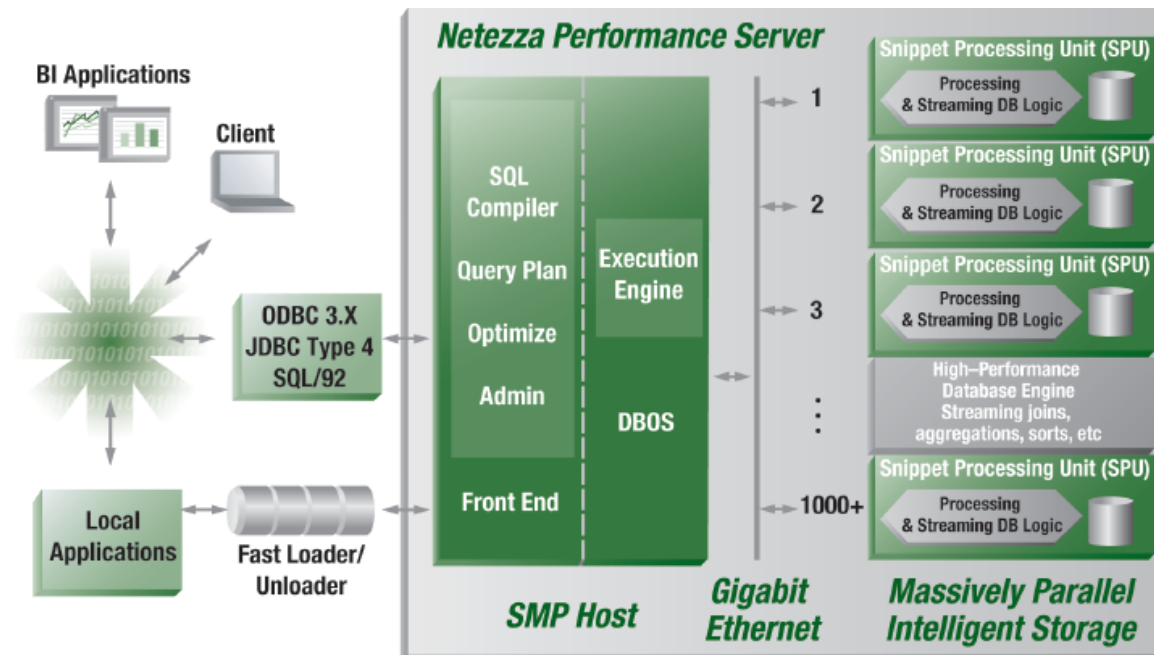 Netezza Performance Server
BI Applications
Client
ODBC 3.X
JDBC Type 4
SQL/92
Local
Applications
Fast Loader/
Unloader
SQL
Compiler
Query Plan
Optimize
Admin
Front End
Execution
Engine
DBOS
SMP Host
1
2
3
⋮
1000+
Gigabit
Ethernet
Snippet Processing Unit (SPU)
Processing
& Streaming DB Logic
Snippet Processing Unit (SPU)
Processing
& Streaming DB Logic
Snippet Processing Unit (SPU)
Processing
& Streaming DB Logic
High–Performance
Database Engine
Streaming joins,
aggregations, sorts, etc
Snippet Processing Unit (SPU)
Processing
& Streaming DB Logic
Massively Parallel
Intelligent Storage